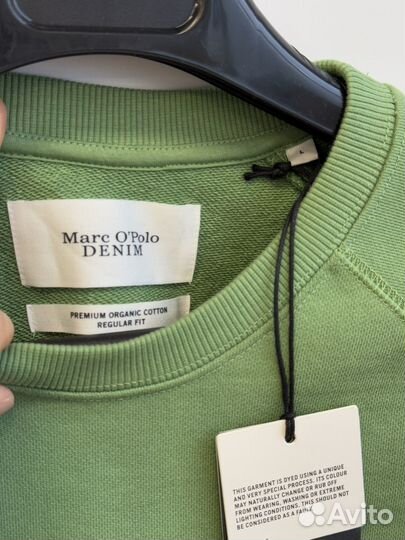 L
Marc O'Polo
DENIM
PREMIUM ORGANIC COTTON
REGULAR FIT
THIS GARMENT IS DYED USING A UNIQUE
AND VERY SPECIAL PROCESS. ITS COLOUR
MAY NATURALLY CHANGE OR RUB OFF
FROM WEARING, WASHING OR EXTREME
LIGHTING CONDITIONS. THIS SHOULD NOT
BE CONSIDERED AS A
Avito